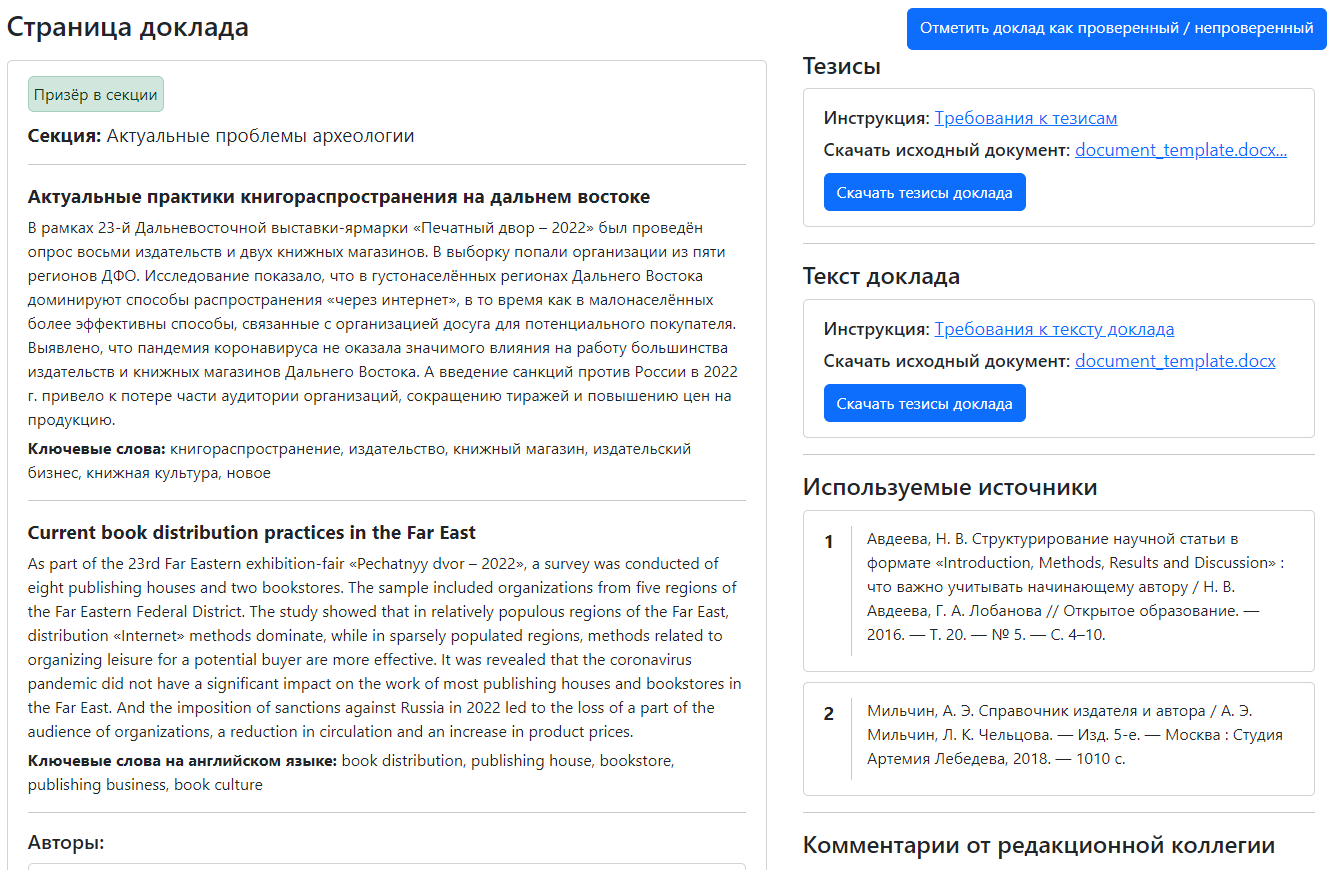 Страница доклада
Отметить доклад как проверенный / непроверенный
Призёр в секции
Секция: Актуальные проблемы археологии
Актуальные практики книгораспространения на дальнем востоке
В рамках 23-й Дальневосточной выставки-ярмарки «Печатный двор – 2022» был проведён
опрос восьми издательств и двух книжных магазинов. В выборку попали организации из пяти
регионов ДФО. Исследование показало, что в густонаселённых регионах Дальнего Востока
доминируют способы распространения «через интернет», в то время как в малонаселённых
более эффективны способы, связанные с организацией досуга для потенциального покупателя.
Выявлено, что пандемия коронавируса не оказала значимого влияния на работу большинства
издательств и книжных магазинов Дальнего Востока. А введение санкций против России в 2022
г. привело к потере части аудитории организаций, сокращению тиражей и повышению цен на
продукцию.
Ключевые слова: книгораспространение, издательство, книжный магазин, издательский
бизнес, книжная культура, новое
Current book distribution practices in the Far East
As part of the 23rd Far Eastern exhibition-fair «Pechatnyy dvor – 2022», a survey was conducted of
eight publishing houses and two bookstores. The sample included organizations from five regions of
the Far Eastern Federal District. The study showed that in relatively populous regions of the Far East,
distribution «Internet» methods dominate, while in sparsely populated regions, methods related to
organizing leisure for a potential buyer are more effective. It was revealed that the coronavirus
pandemic did not have a significant impact on the work of most publishing houses and bookstores in
the Far East. And the imposition of sanctions against Russia in 2022 led to the loss of a part of the
audience of organizations, a reduction in circulation and an increase in product prices.
Ключевые слова на английском языке: book distribution, publishing house, bookstore,
publishing business, book culture
Авторы:
Тезисы
Инструкция: Требования к тезисам
Скачать исходный документ: document_template.docx...
Скачать тезисы доклада
Текст доклада
Инструкция: Требования к тексту доклада
Скачать исходный документ: document_template.docx
Скачать тезисы доклада
Используемые источники
1
Авдеева, Н. В. Структурирование научной статьи в
формате «Introduction, Methods, Results and Discussion» :
что важно учитывать начинающему автору / Н. В.
Авдеева, Г. А. Лобанова // Открытое образование. —
2016. — Т. 20. — № 5. — С. 4–10.
2
Мильчин, А. Э. Справочник издателя и автора / А. Э.
Мильчин, Л. К. Чельцова. — Изд. 5-е. — Москва : Студия
Артемия Лебедева, 2018. — 1010 с.
Комментарии от редакционной коллегии